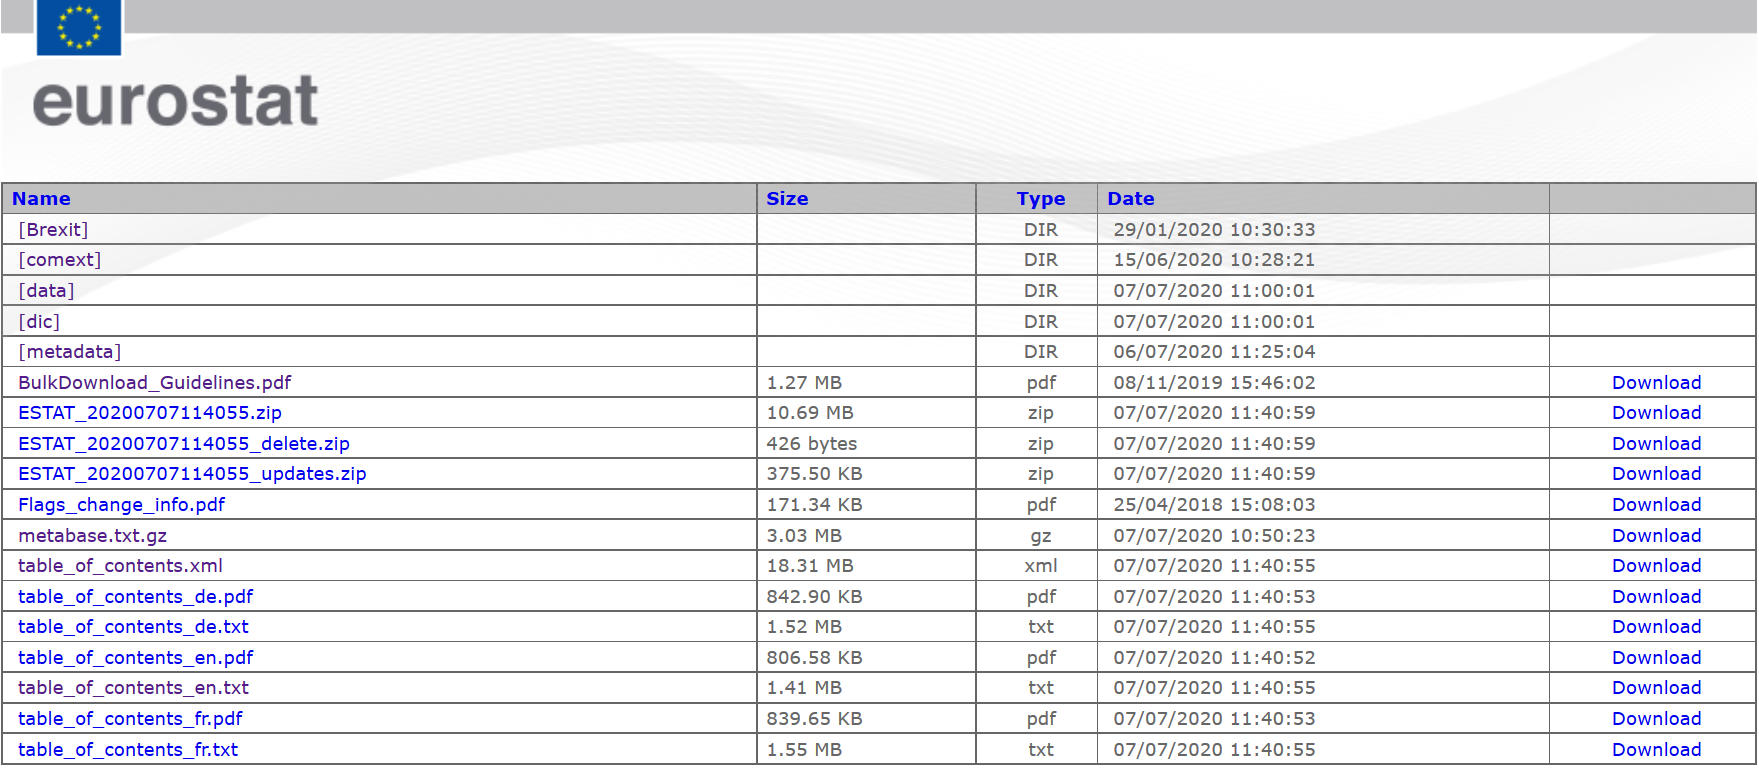 eurostat
Name Size Type Date
[Brexit] DIR 29/01/2020 10:30:33
[comext] DIR 15/06/2020 10:28:21
[data] DIR 07/07/2020 11:00:01
[dic] DIR 07/07/2020 11:00:01
[metadata] DIR 06/07/2020 11:25:04
BulkDownload_Guidelines.pdf 1.27 MB pdf 08/11/2019 15:46:02 Download
ESTAT_20200707114055.zip 10.69 MB zip 07/07/2020 11:40:59 Download
ESTAT_20200707114055_delete.zip 426 bytes zip 07/07/2020 11:40:59 Download
ESTAT_20200707114055_updates.zip 375.50 KB zip 07/07/2020 11:40:59 Download
Flags_change_info.pdf 171.34 KB pdf 25/04/2018 15:08:03 Download
metabase.txt.gz 3.03 MB gz 07/07/2020 10:50:23 Download
table_of_contents.xml 18.31 MB xml 07/07/2020 11:40:55 Download
table_of_contents_de.pdf 842.90 KB pdf 07/07/2020 11:40:53 Download
table_of_contents_de.txt 1.52 MB txt 07/07/2020 11:40:55 Download
table_of_contents_en.pdf 806.58 KB pdf 07/07/2020 11:40:52 Download
table_of_contents_en.txt 1.41 MB txt 07/07/2020 11:40:55 Download
table_of_contents_fr.pdf 839.65 KB pdf 07/07/2020 11:40:53 Download
table_of_contents_fr.txt 1.55 MB txt 07/07/2020 11:40:55 Download